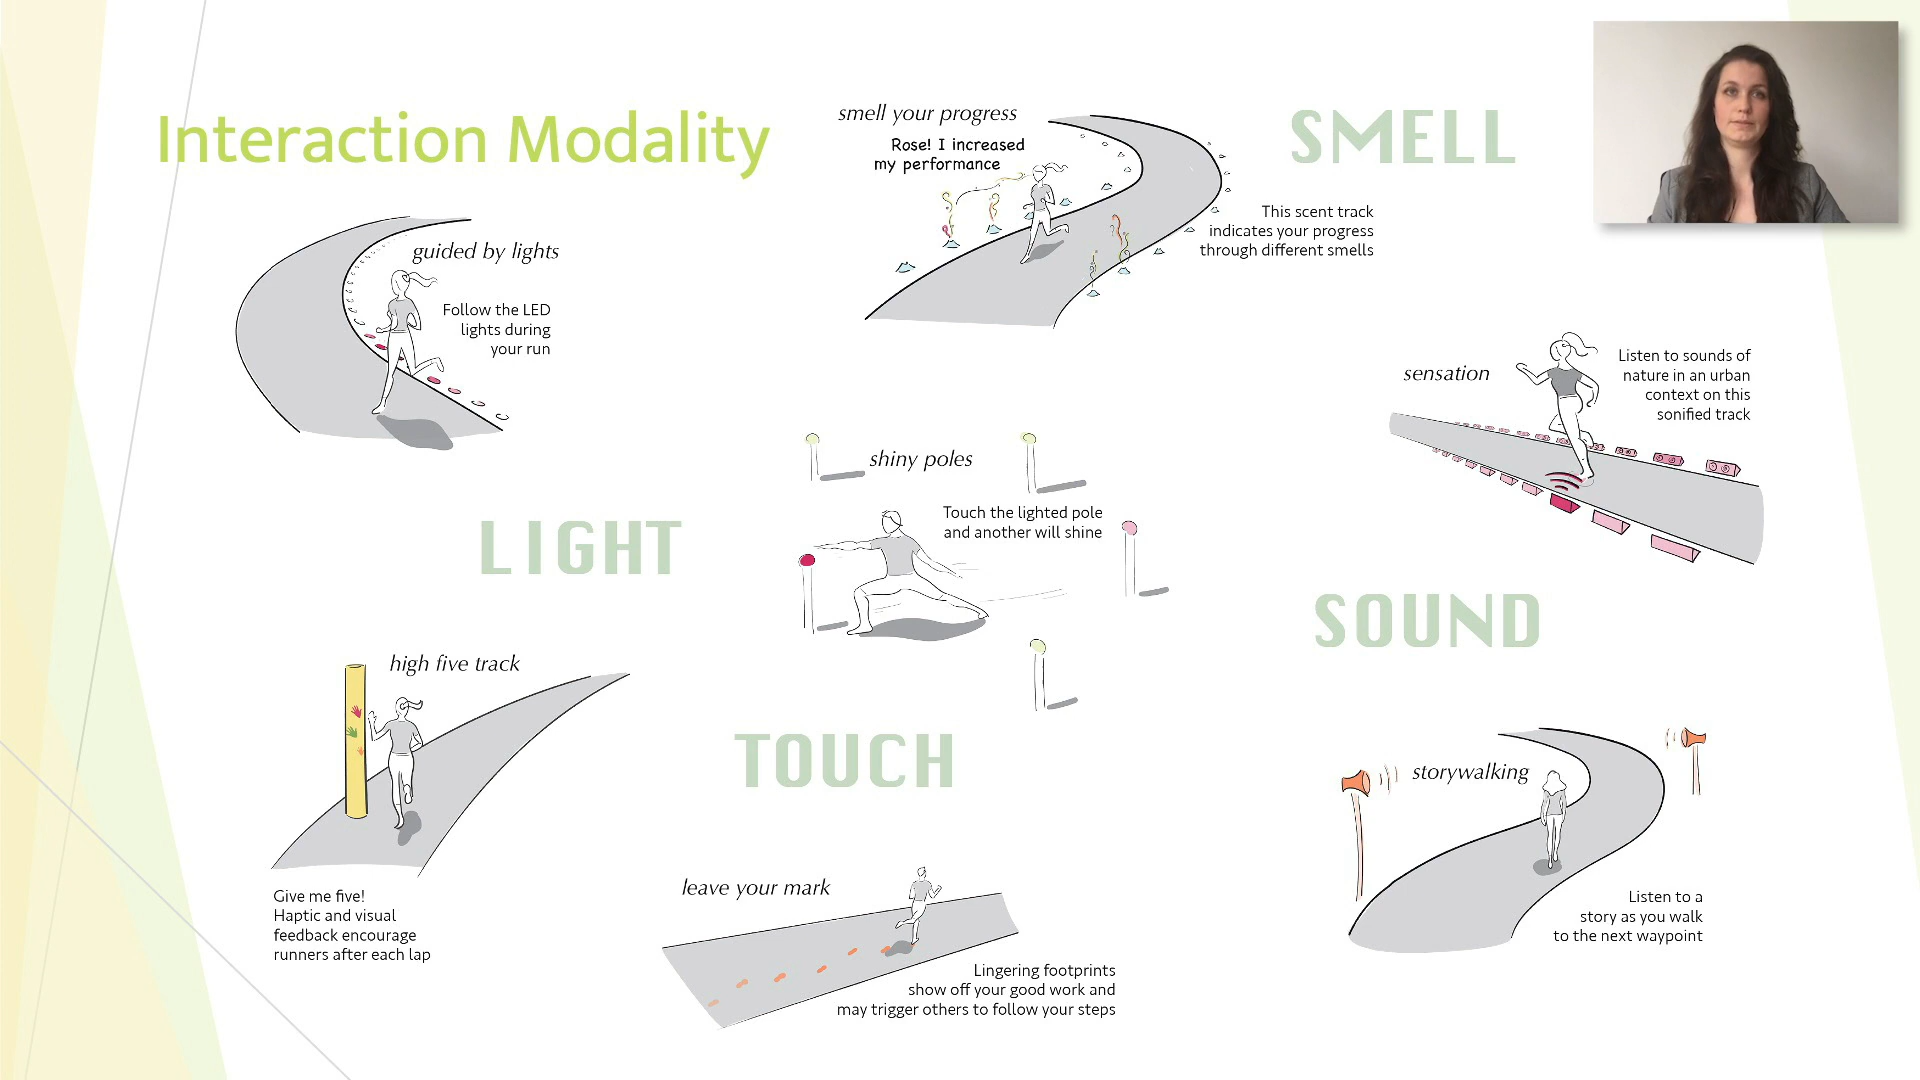 Interaction Modality
smell your progress
Rose! I increased
my performance
SMELL
This scent track
indicates your progress
through different smells
guided by lights
Follow the LED
lights during
your run
sensation
Listen to sounds of
nature in an urban
context on this
sonified track
shiny poles
Touch the lighted pole
and another will shine
LIGHT
SOUND
high five track
Give me five!
Haptic and visual
feedback encourage
runners after each lap
TOUCH
leave your mark
Lingering footprints
show off your good work and
may trigger others to follow your steps
storywalking
Listen to a
story as you walk
to the next waypoint